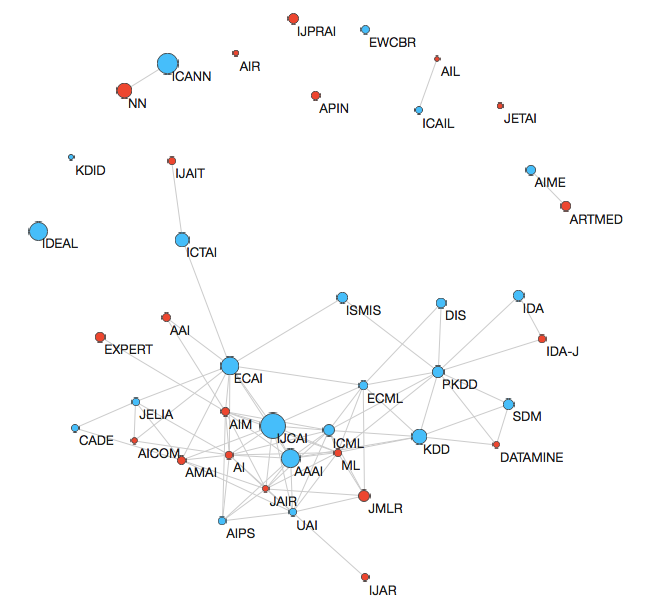 IJPRAI
EWCBR
AIR
AIL
ICANN
NN
APIN
ICAIL
JETAI
KDID
IJAIT
AIME
ARTMED
IDEAL
ICTAI
ISMIS
DIS
IDA
AAI
EXPERT
IDA-J
ECAI
PKDD
ECML
JELIA
AIM
SDM
CADE
AICOM
IJCAI
ICML
KDD
DATAMINE
AMAI
AI
AAAI
ML
JAIR
JMLR
AIPS
UAI
IJAR